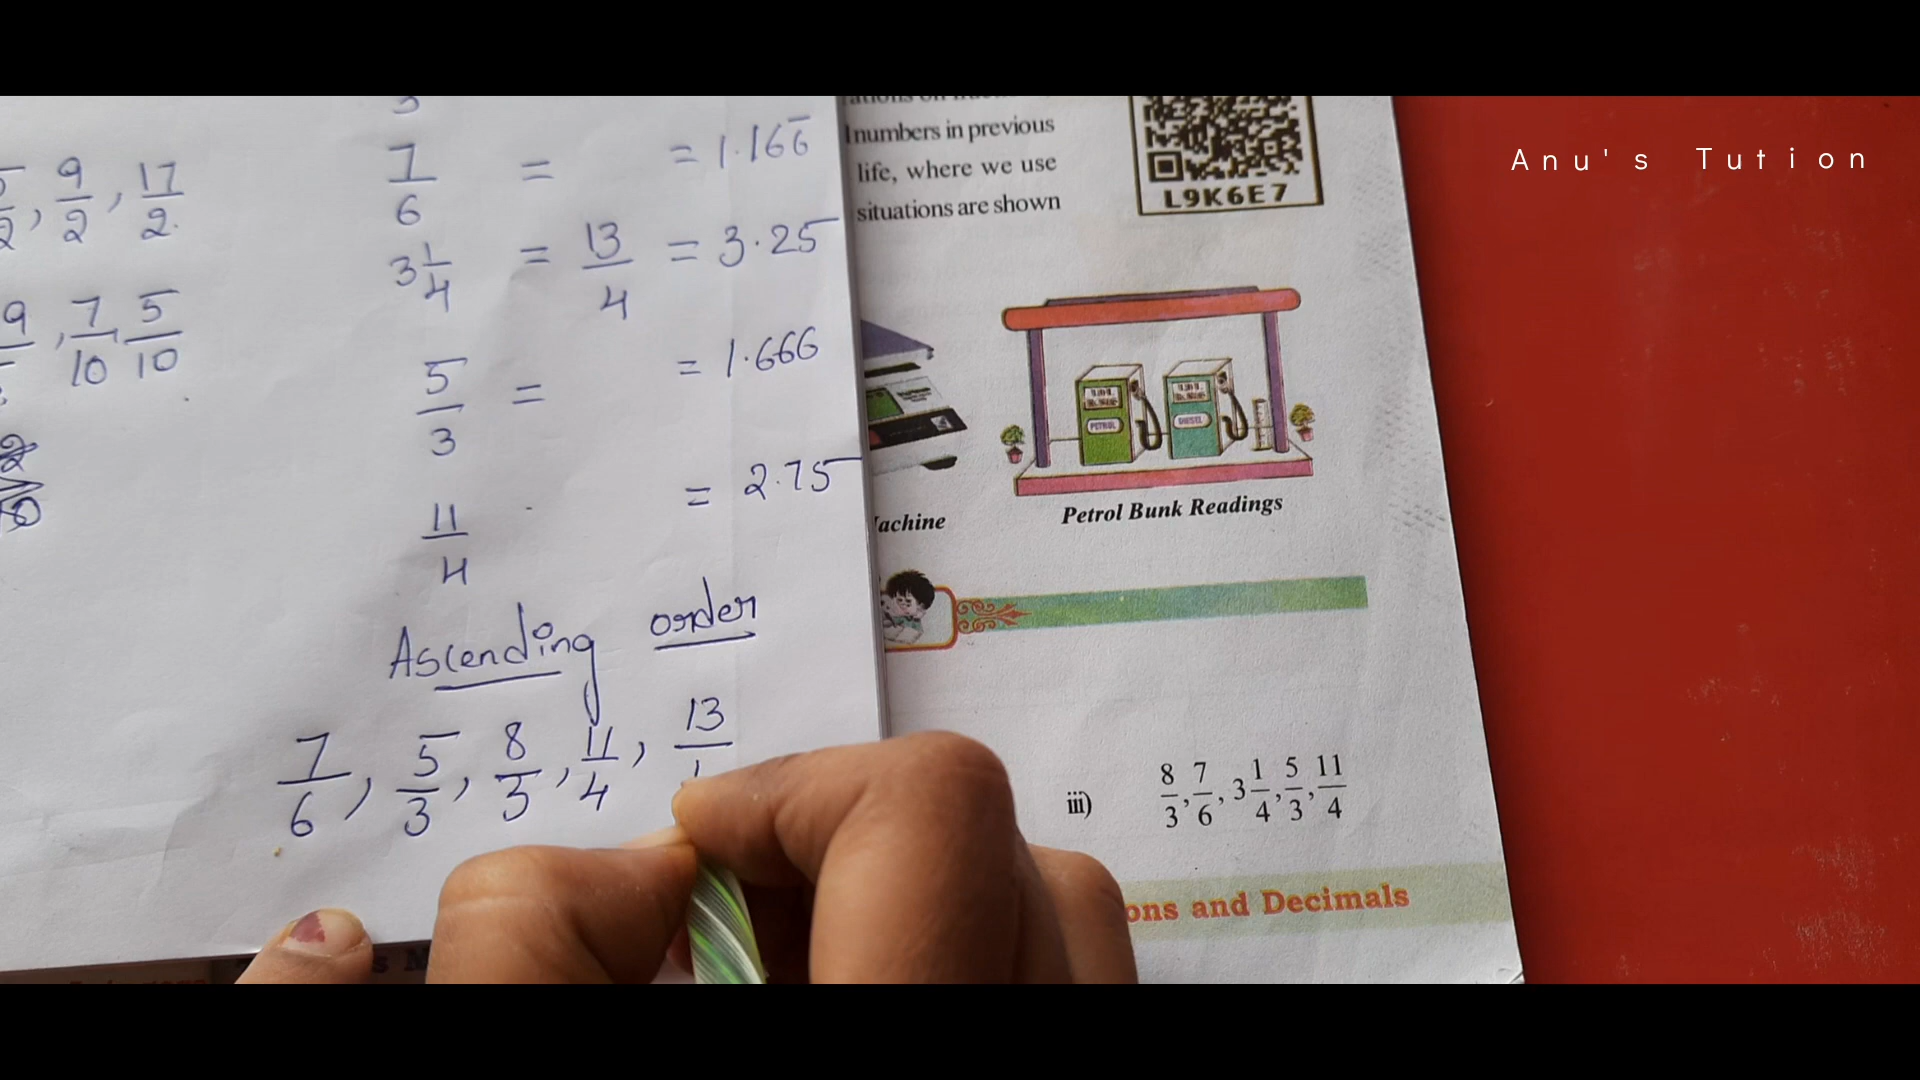 Anu's Tution
numbers in previous
life, where we use
situations are shown
L9K6E7
9/2, 17/2.
7/10 5/10
7/6 = = 1.166
3 1/4 = 13/4 = 3.25
5/3 = = 1.666
11/4 = 2.75
PETROL
DIESEL
Petrol Bunk Readings
Ascending order
7/6, 5/3, 8/3, 11/4, 13
iii) 8/3, 7/6, 3 1/4, 5/3, 11/4
and Decimals